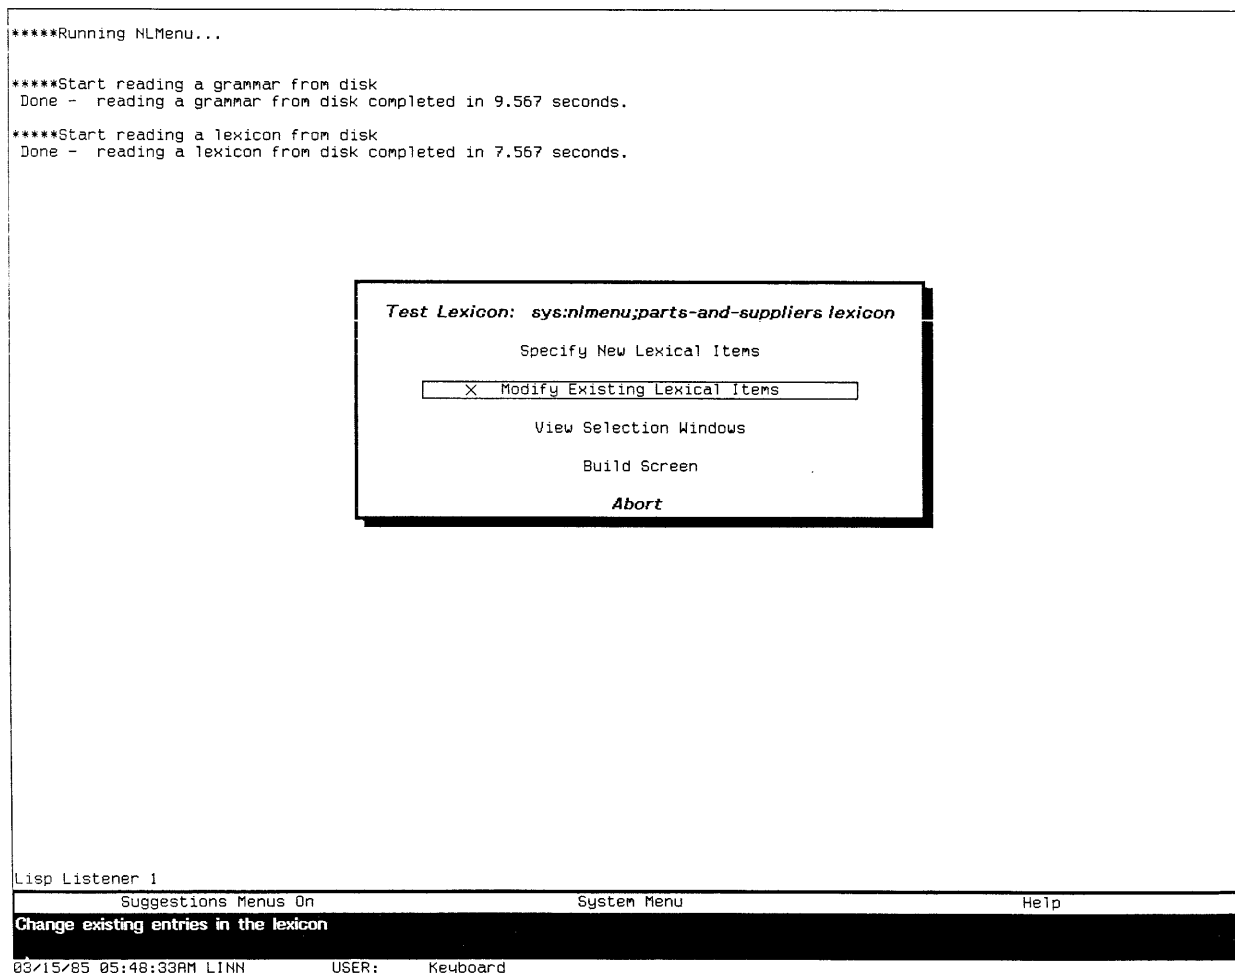 *****Running NLMenu...
*****Start reading a grammar from disk
Done - reading a grammar from disk completed in 9.567 seconds.
*****Start reading a lexicon from disk
Done - reading a lexicon from disk completed in 7.567 seconds.
Test Lexicon: sys:nlmenu;parts-and-suppliers lexicon
Specify New Lexical Items
X Modify Existing Lexical Items
View Selection Windows
Build Screen
Abort
Lisp Listener 1
Suggestions Menus On System Menu Help
Change existing entries in the lexicon
03/15/85 05:48:33AM LINN USER: Keyboard